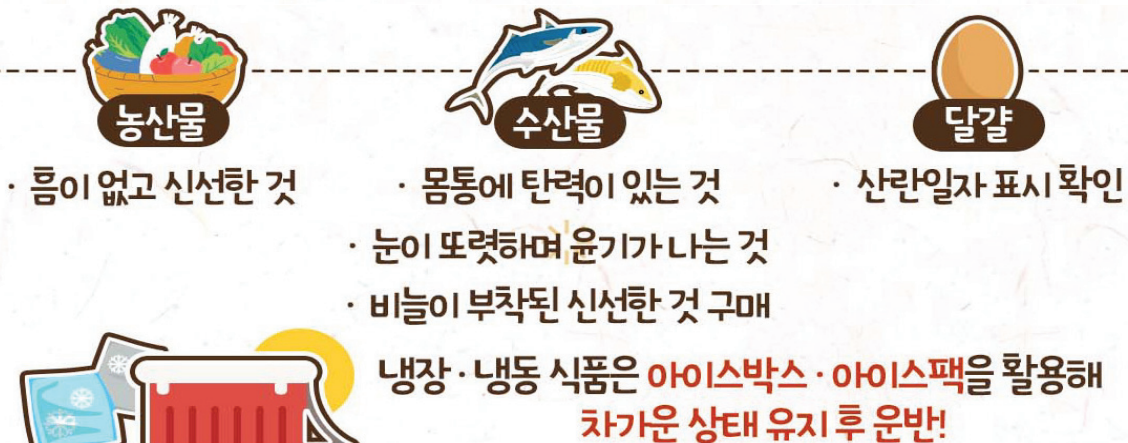 농산물
· 흠이 없고 신선한 것
수산물
· 몸통에 탄력이 있는 것
· 눈이 또렷하며 윤기가 나는 것
· 비늘이 부착된 신선한 것 구매
달걀
· 산란일자 표시 확인
냉장 · 냉동 식품은 아이스박스 · 아이스팩을 활용해
차가운 상태 유지 후 운반!